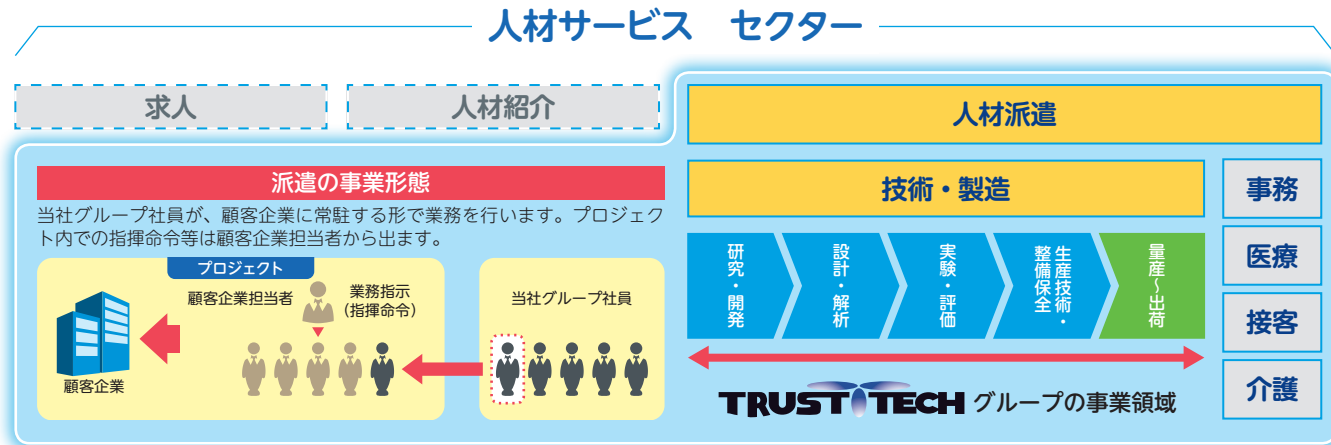 人材サービス　セクター
求人
人材紹介
人材派遣
派遣の事業形態
当社グループ社員が、顧客企業に常駐する形で業務を行います。プロジェク
ト内での指揮命令等は顧客企業担当者から出ます。
プロジェクト
顧客企業担当者
業務指示
(指揮命令)
顧客企業
当社グループ社員
技術・製造
研究・開発
設計・解析
実験・評価
生産技術・
整備保全
量産～出荷
TRUST TECH グループの事業領域
事務
医療
接客
介護